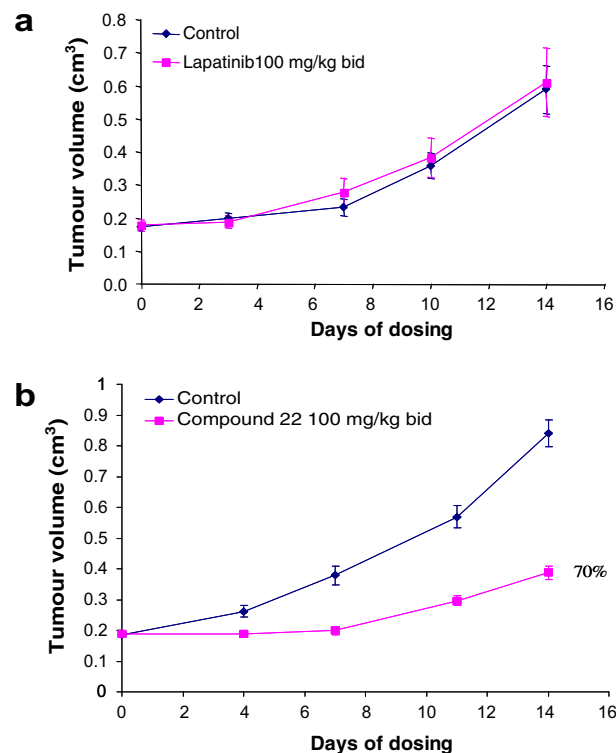 a
Control
Lapatinib100 mg/kg bid
Tumour volume (cm³)
0.8
0.7
0.6
0.5
0.4
0.3
0.2
0.1
0.0
0 2 4 6 8 10 12 14 16
Days of dosing
b
Control
Compound 22 100 mg/kg bid
Tumour volume (cm³)
1
0.9
0.8
0.7
0.6
0.5
0.4
0.3
0.2
0.1
0
70%
0 2 4 6 8 10 12 14 16
Days of dosing